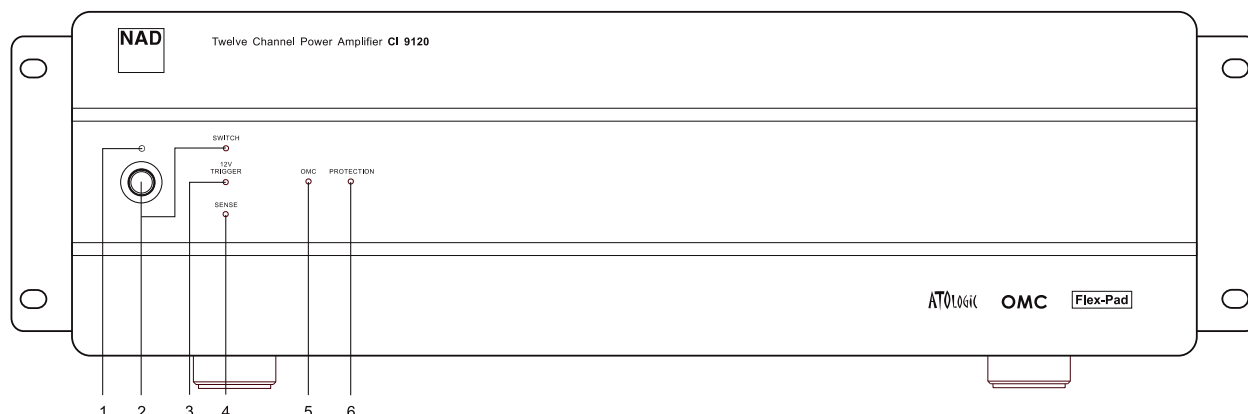 NAD
Twelve Channel Power Amplifier CI 9120
SWITCH
12V
TRIGGER
OMC
PROTECTION
SENSE
ATOLOGIC
OMC
Flex-Pad
1 2 3 4 5 6